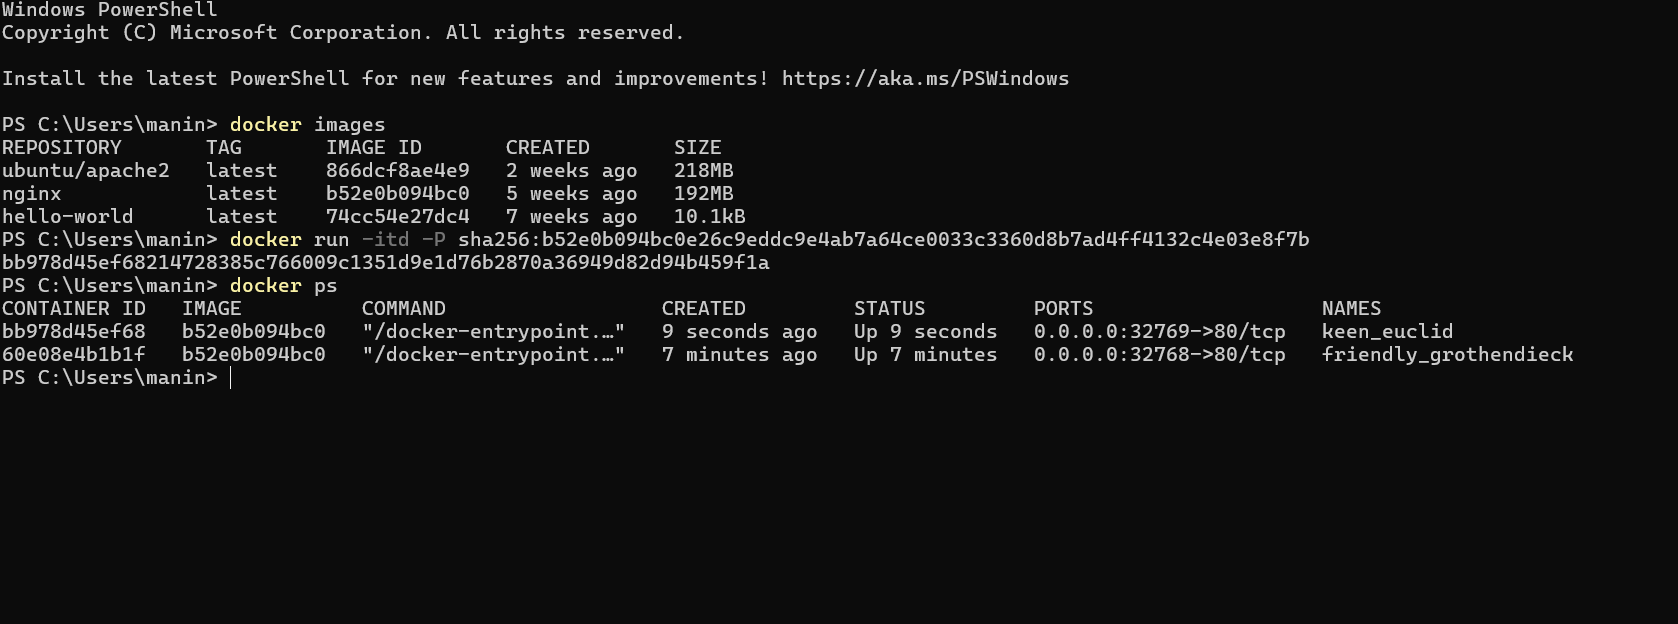 Windows PowerShell
Copyright (C) Microsoft Corporation. All rights reserved.
Install the latest PowerShell for new features and improvements! https://aka.ms/PSWindows
PS C:\Users\manin> docker images
REPOSITORY       TAG       IMAGE ID       CREATED       SIZE
ubuntu/apache2   latest    866dcf8ae4e9   2 weeks ago   218MB
nginx            latest    b52e0b094bc0   5 weeks ago   192MB
hello-world      latest    74cc54e27dc4   7 weeks ago   10.1kB
PS C:\Users\manin> docker run -itd -P sha256:b52e0b094bc0e26c9eddc9e4ab7a64ce0033c3360d8b7ad4ff4132c4e03e8f7b
bb978d45ef68214728385c766009c1351d9e1d76b2870a36949d82d94b459f1a
PS C:\Users\manin> docker ps
CONTAINER ID   IMAGE          COMMAND                  CREATED         STATUS         PORTS                   NAMES
bb978d45ef68   b52e0b094bc0   "/docker-entrypoint.…"   9 seconds ago   Up 9 seconds   0.0.0.0:32769->80/tcp   keen_euclid
60e08e4b1b1f   b52e0b094bc0   "/docker-entrypoint.…"   7 minutes ago   Up 7 minutes   0.0.0.0:32768->80/tcp   friendly_grothendieck
PS C:\Users\manin>